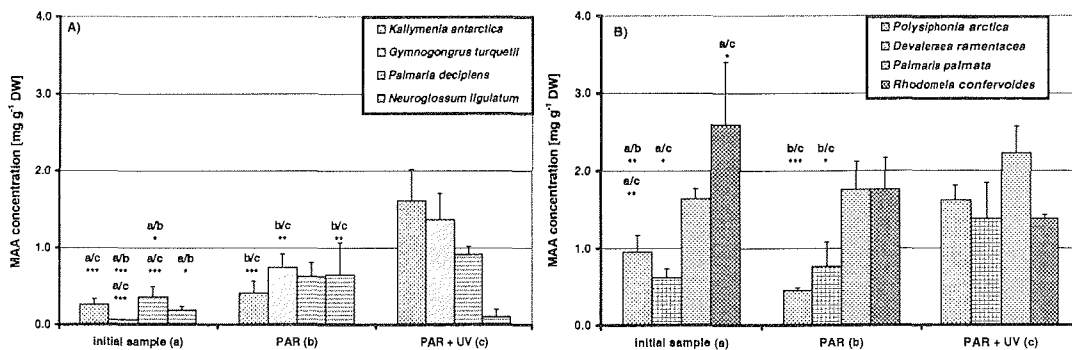 A)
Kallymenia antarctica
Gymnogongrus turquetii
Palmaria decipiens
Neuroglossum ligulatum
MAA concentration [mg g-1 DW]
4.0
3.0
2.0
1.0
0.0
a/c
***
a/b
***
a/c
***
a/b
*
a/c
***
a/b
*
b/c
***
b/c
**
b/c
**
initial sample (a)
PAR (b)
PAR + UV (c)
B)
Polysiphonia arctica
Devaleraea ramentacea
Palmaria palmata
Rhodomela confervoides
MAA concentration [mg g-1 DW]
4.0
3.0
2.0
1.0
0.0
a/b
**
a/c
**
a/c
*
a/c
*
b/c
***
b/c
*
initial sample (a)
PAR (b)
PAR + UV (c)